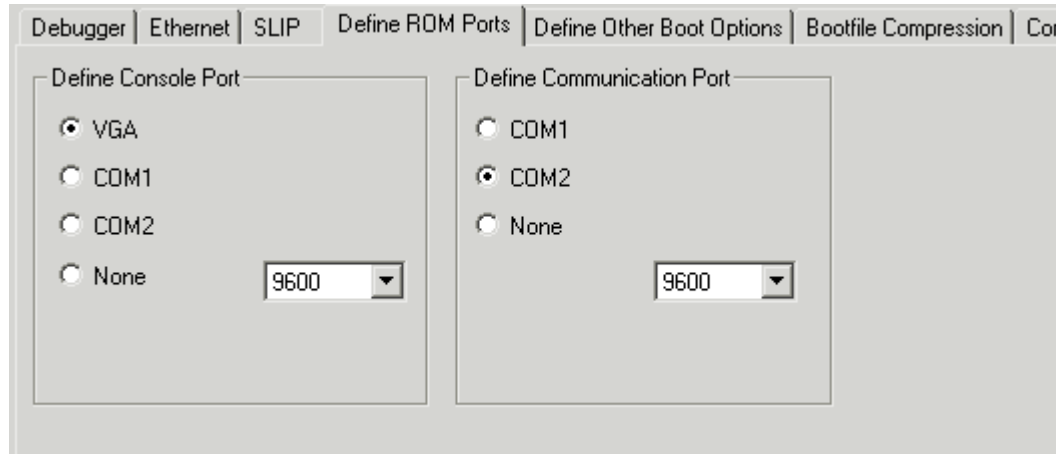 Debugger Ethernet SLIP Define ROM Ports Define Other Boot Options Bootfile Compression
Define Console Port
VGA
COM1
COM2
None 9600
Define Communication Port
COM1
COM2
None
9600